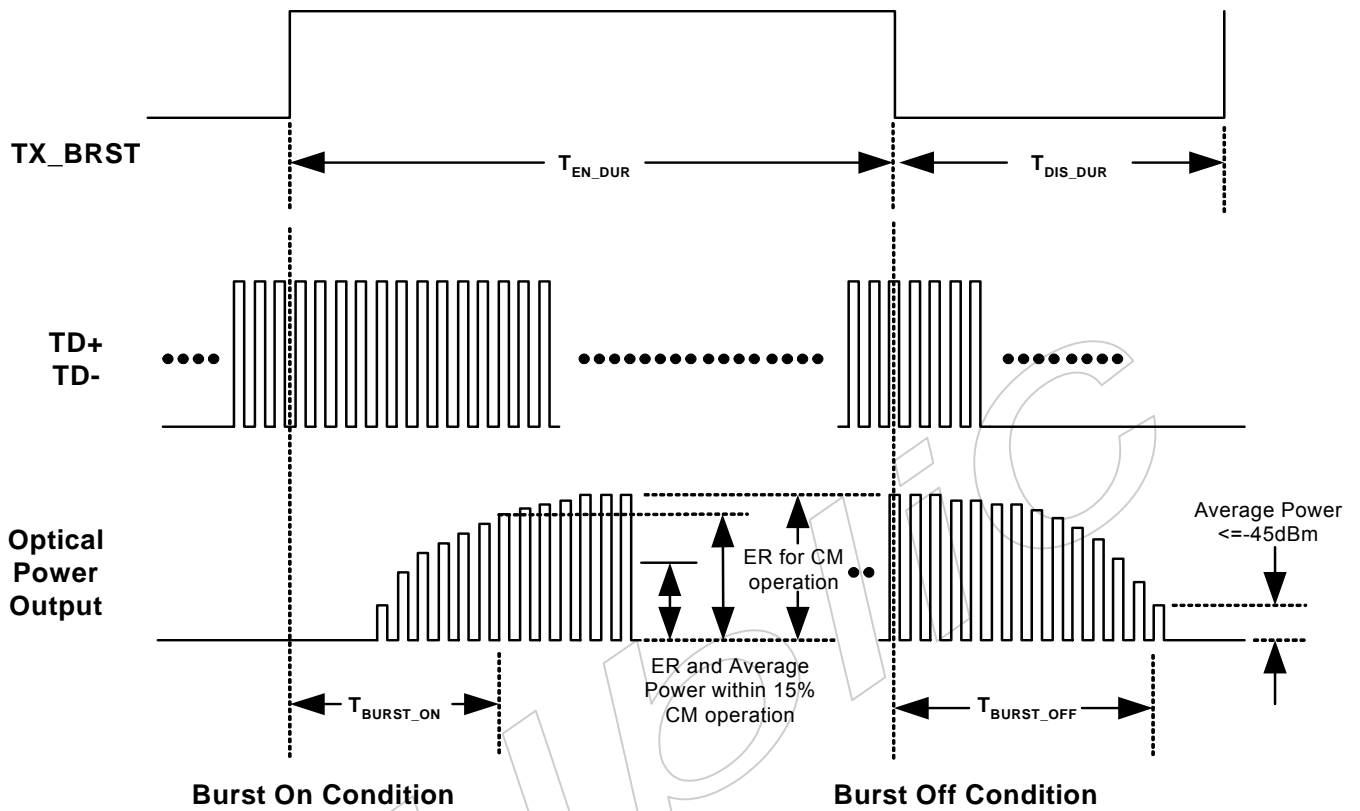 TX_BRST
T_EN_DUR
T_DIS_DUR
TD+
TD-
Optical
Power
Output
ER for CM
operation
ER and Average
Power within 15%
CM operation
Average Power
<=-45dBm
T_BURST_ON
T_BURST_OFF
Burst On Condition
Burst Off Condition